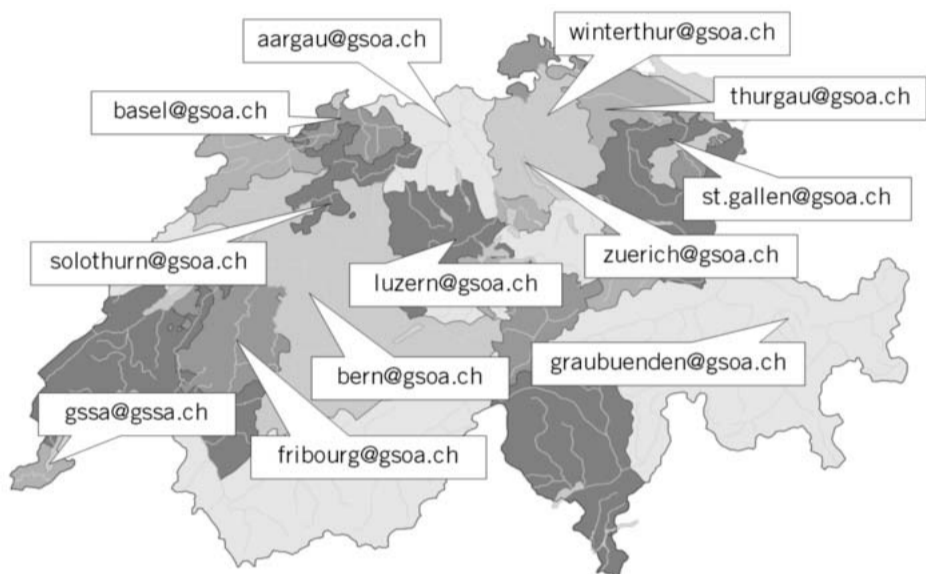 winterthur@gsoa.ch
aargau@gsoa.ch
thurgau@gsoa.ch
basel@gsoa.ch
st.gallen@gsoa.ch
zuerich@gsoa.ch
solothurn@gsoa.ch
luzern@gsoa.ch
graubuenden@gsoa.ch
bern@gsoa.ch
gssa@gssa.ch
fribourg@gsoa.ch